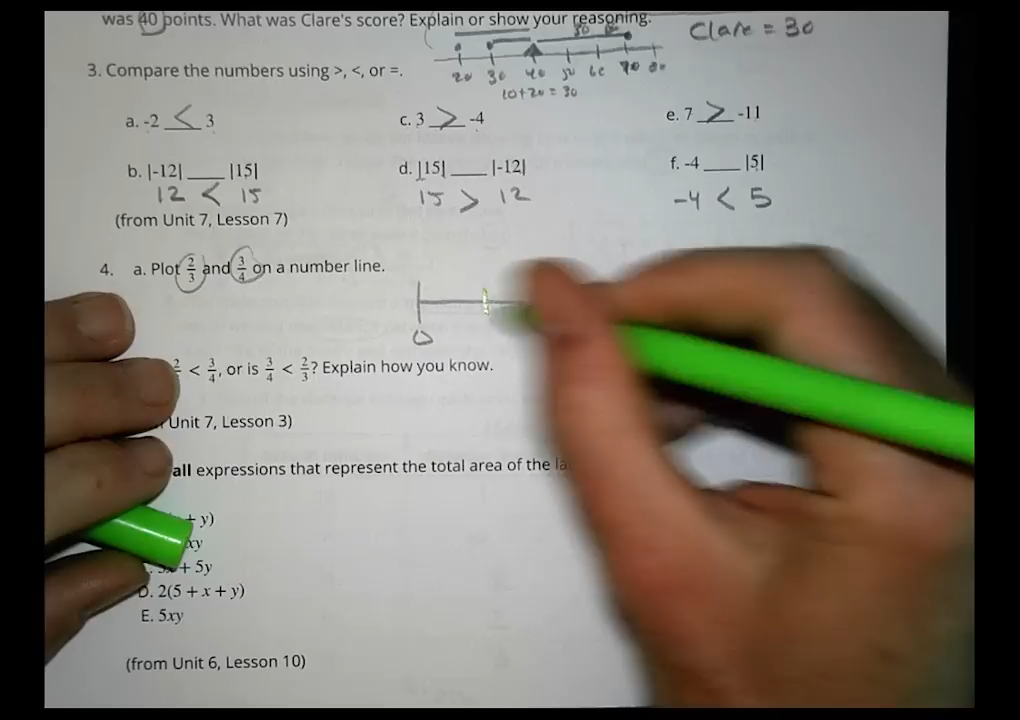 was 40 points. What was Clare's score? Explain or show your reasoning.
Clare = 30
20 30 40 50 60 70 80
10+20 = 30
3. Compare the numbers using >, <, or =.
a. -2 < 3
c. 3 > -4
e. 7 > -11
b. |-12| ____ |15|
d. |15| ____ |-12|
f. -4 ____ |5|
12 < 15
15 > 12
-4 < 5
(from Unit 7, Lesson 7)
4. a. Plot 2/3 and 3/4 on a number line.
0
< 3/4, or is 3/4 < 2/3? Explain how you know.
Unit 7, Lesson 3)
all expressions that represent the total area of the
+ y)
xy
+ 5y
D. 2(5 + x + y)
E. 5xy
(from Unit 6, Lesson 10)